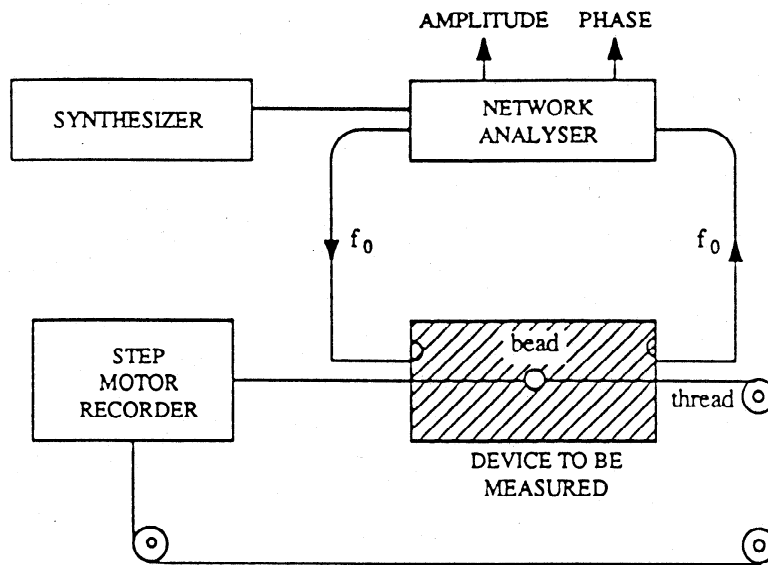 AMPLITUDE PHASE
SYNTHESIZER
NETWORK
ANALYSER
f0
f0
STEP
MOTOR
RECORDER
bead
thread
DEVICE TO BE
MEASURED